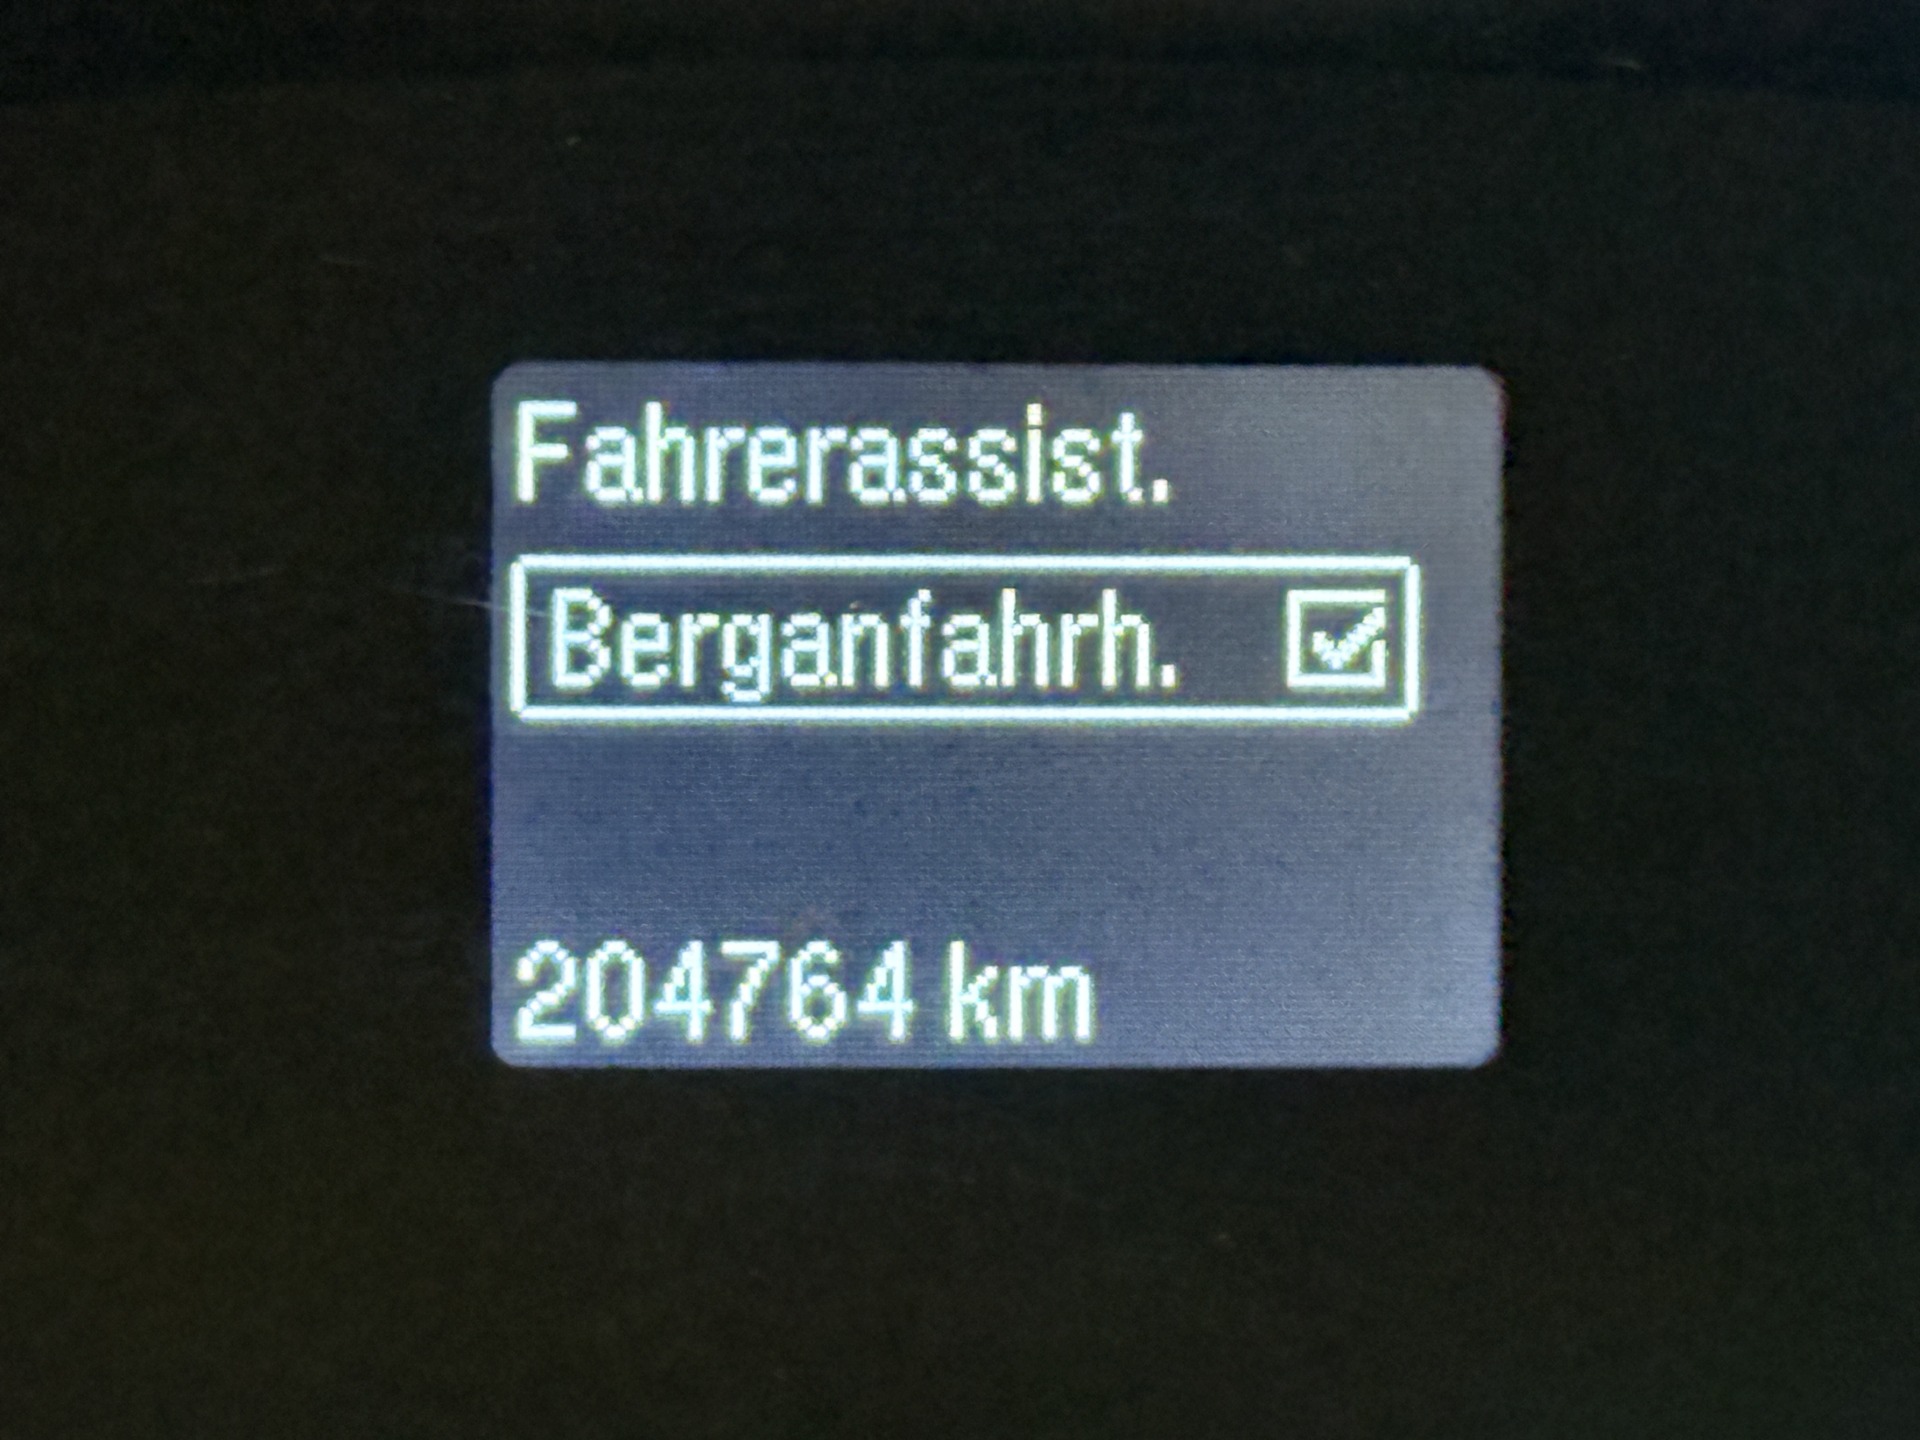 Fahrerassist.
Berganfahrh.
204764 km